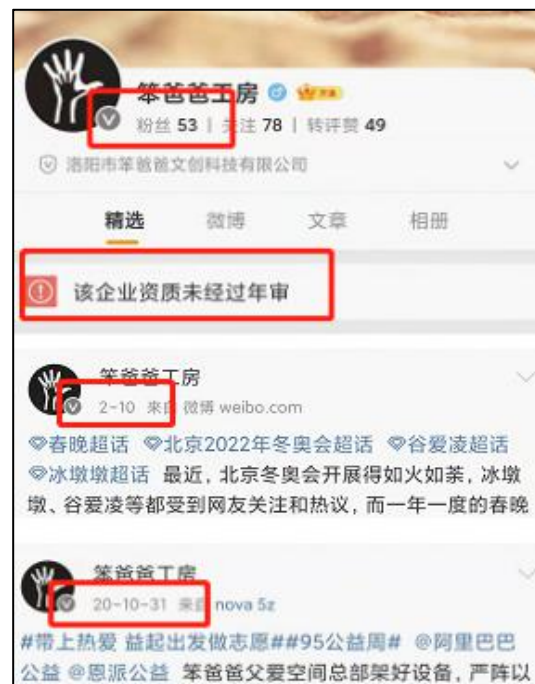 笨爸爸工房
粉丝 53 | 关注 78 | 转评赞 49
洛阳市笨爸爸文创科技有限公司
精选 微博 文章 相册
该企业资质未经过年审
笨爸爸工房
2-10 来自 微博 weibo.com
春晚超话 北京2022年冬奥会超话 谷爱凌超话
冰墩墩超话 最近，北京冬奥会开展得如火如荼，冰墩
墩、谷爱凌等都受到网友关注和热议，而一年一度的春晚
笨爸爸工房
20-10-31 来自 nova 5z
#带上热爱 益起出发做志愿##95公益周# @阿里巴巴
公益 @恩派公益 笨爸爸父爱空间总部架好设备，严阵以